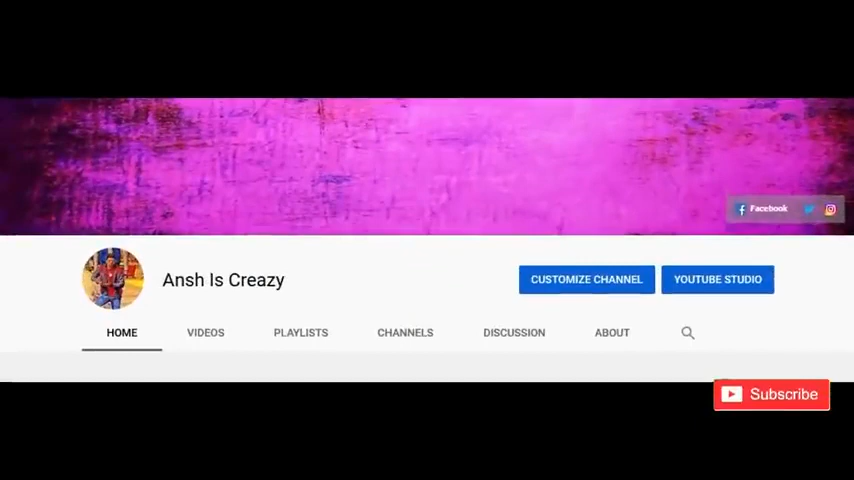 Facebook
Ansh Is Creazy
CUSTOMIZE CHANNEL
YOUTUBE STUDIO
HOME
VIDEOS
PLAYLISTS
CHANNELS
DISCUSSION
ABOUT
Subscribe